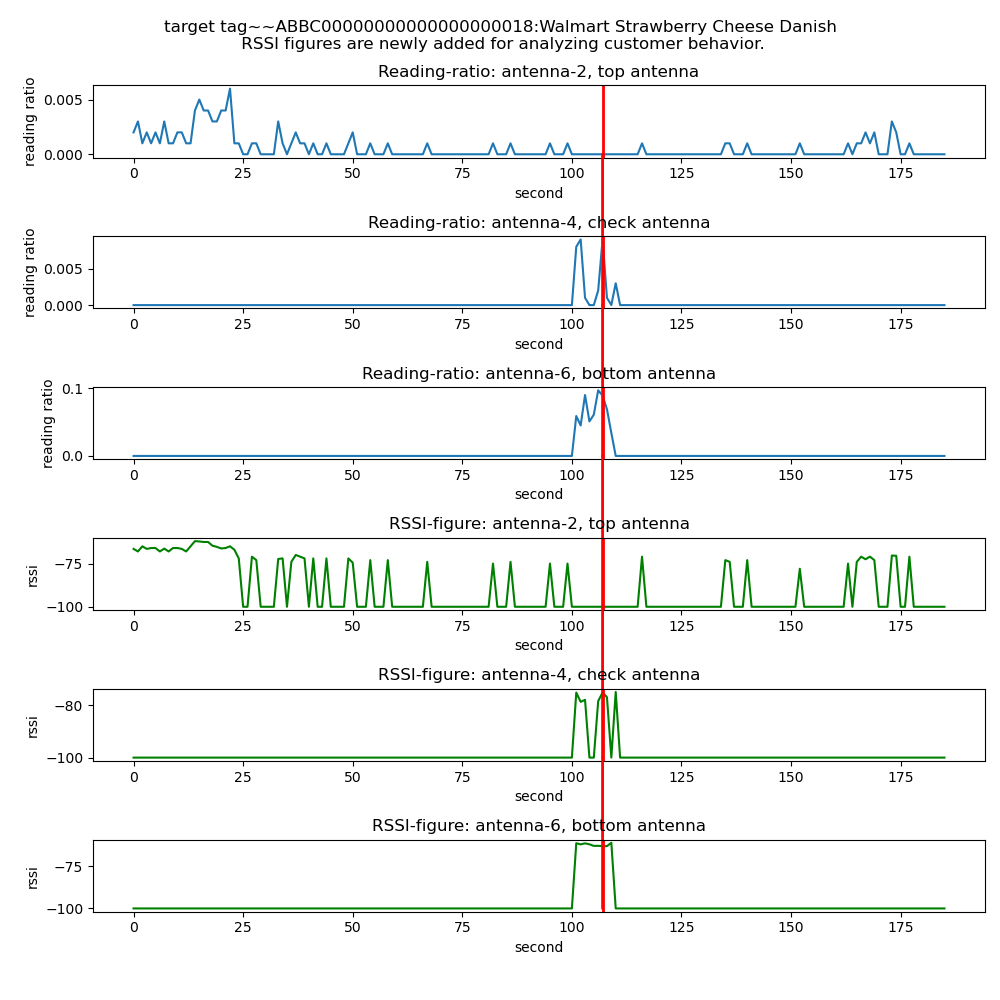 target tag~~ABBC00000000000000000018:Walmart Strawberry Cheese Danish
RSSI figures are newly added for analyzing customer behavior.
Reading-ratio: antenna-2, top antenna
reading ratio
0.005
0.000
0 25 50 75 100 125 150 175
second
Reading-ratio: antenna-4, check antenna
reading ratio
0.005
0.000
0 25 50 75 100 125 150 175
second
Reading-ratio: antenna-6, bottom antenna
reading ratio
0.1
0.0
0 25 50 75 100 125 150 175
second
RSSI-figure: antenna-2, top antenna
rssi
−75
−100
0 25 50 75 100 125 150 175
second
RSSI-figure: antenna-4, check antenna
rssi
−80
−100
0 25 50 75 100 125 150 175
second
RSSI-figure: antenna-6, bottom antenna
rssi
−75
−100
0 25 50 75 100 125 150 175
second